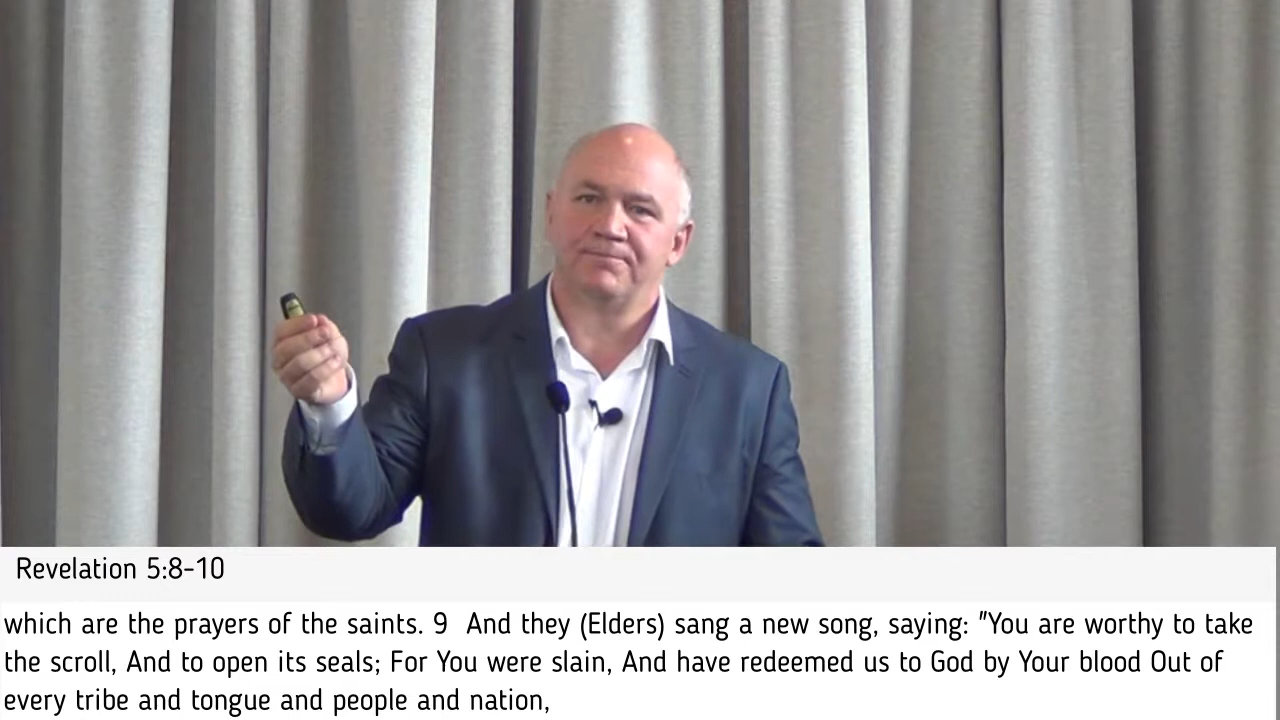 Revelation 5:8-10
which are the prayers of the saints. 9  And they (Elders) sang a new song, saying: "You are worthy to take
the scroll, And to open its seals; For You were slain, And have redeemed us to God by Your blood Out of
every tribe and tongue and people and nation,